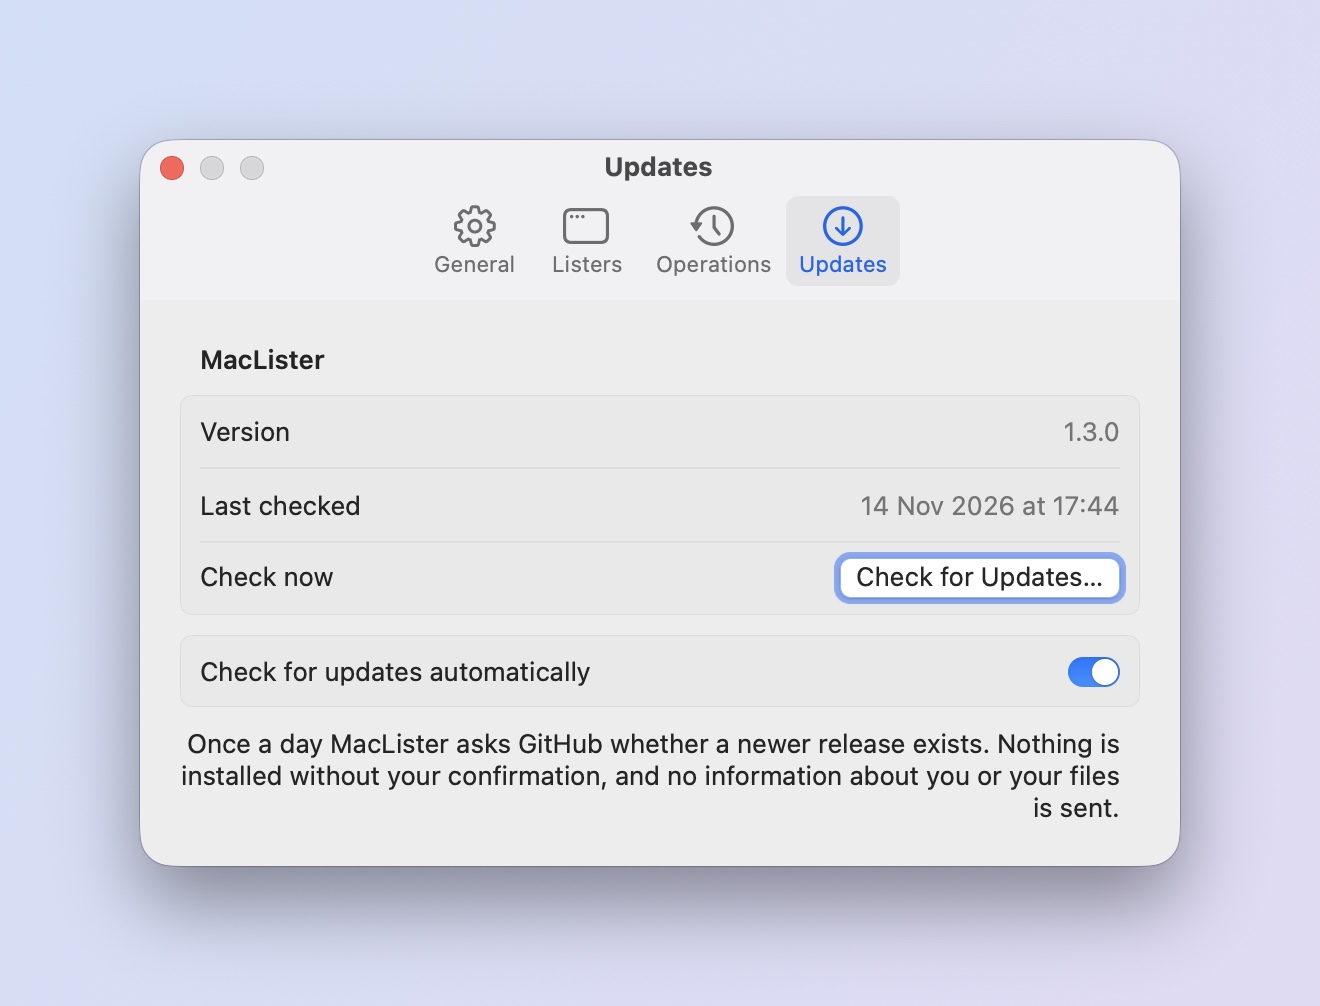 Updates
General
Listers
Operations
Updates
MacLister
Version
1.3.0
Last checked
14 Nov 2026 at 17:44
Check now
Check for Updates...
Check for updates automatically
Once a day MacLister asks GitHub whether a newer release exists. Nothing is
installed without your confirmation, and no information about you or your files
is sent.